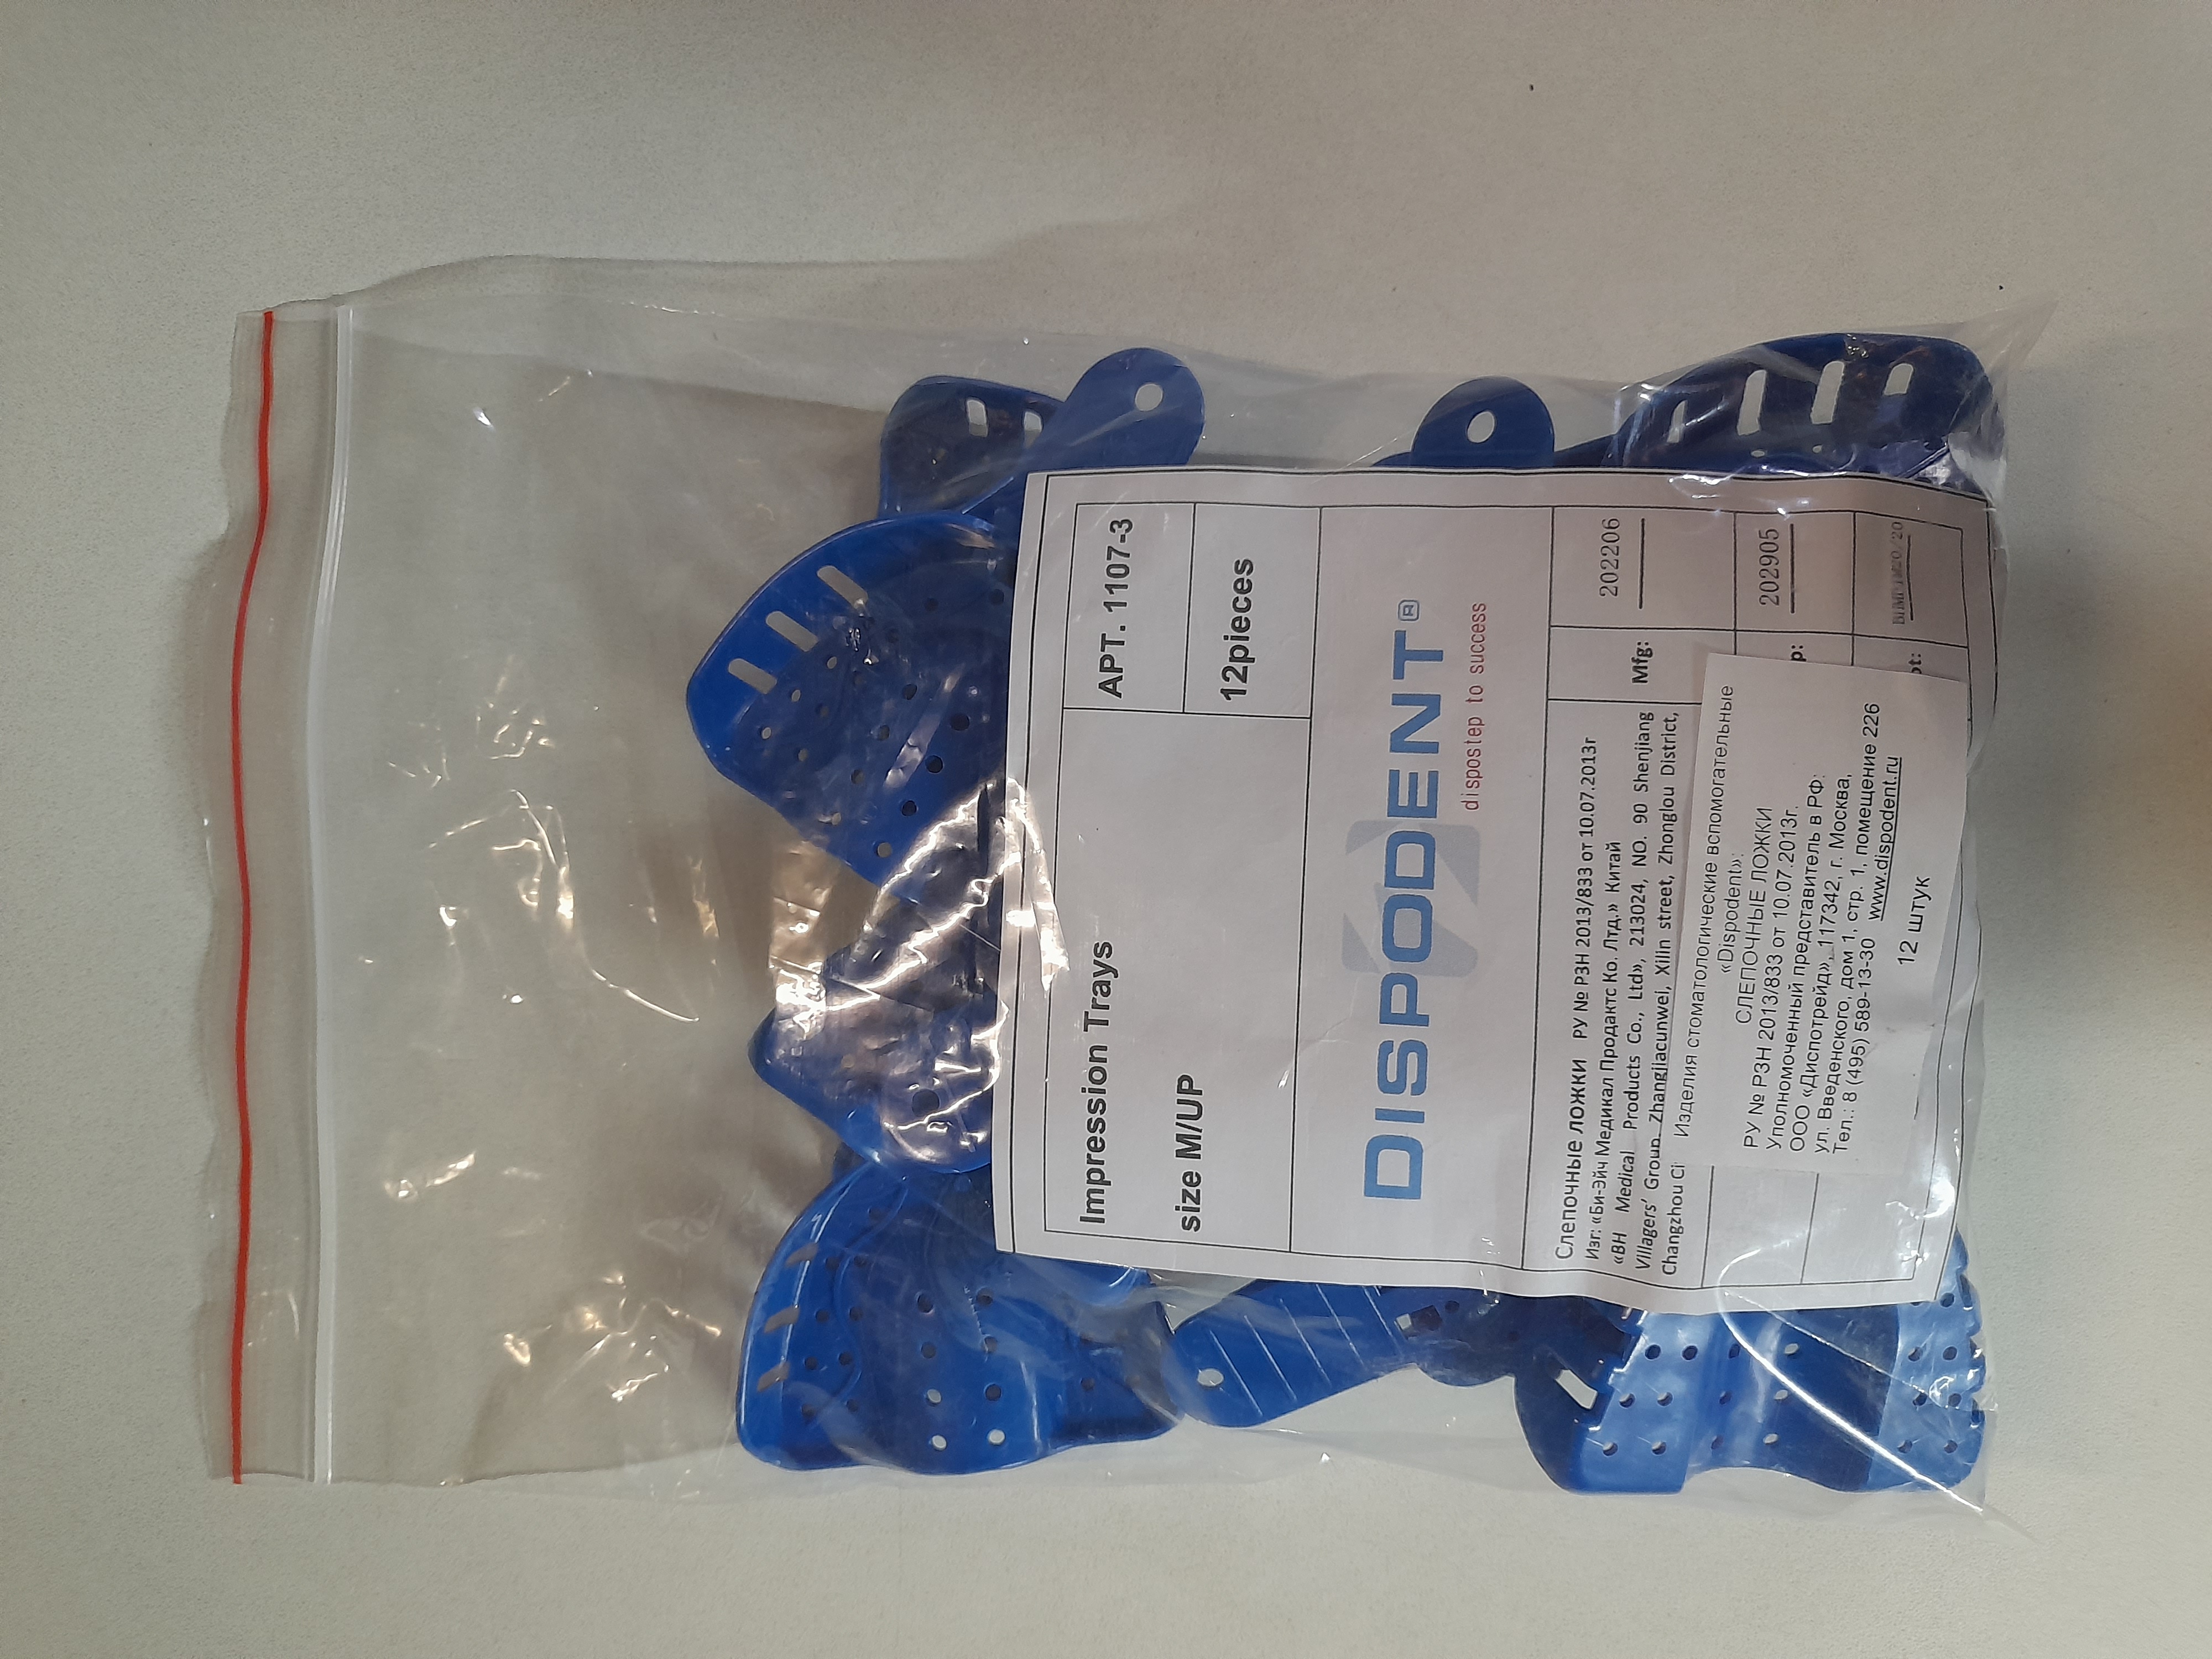 Impression Trays
size M/UP
АРТ. 1107-3
12pieces
DISPODENT®
dispostep to success
Слепочные ложки РУ № РЗН 2013/833 от 10.07.2013г
Изг: «Би-Эйч Медикал Продактс Ко. Лтд.» Китай
«BH Medical Products Co., Ltd», 213024, NO. 90 Shenjiang
Villagers' Group, Zhangjiacunwei, Xilin street, Zhonglou District,
Changzhou Ci
Mfg:
202206
p:
202905
ot:
Изделия стоматологические вспомогательные
«Dispodent»:
СЛЕПОЧНЫЕ ЛОЖКИ
РУ № РЗН 2013/833 от 10.07.2013г.
Уполномоченный представитель в РФ:
ООО «Диспотрейд», 117342, г. Москва,
ул. Введенского, дом 1, стр. 1, помещение 226
Тел.: 8 (495) 589-13-30 www.dispodent.ru
12 штук